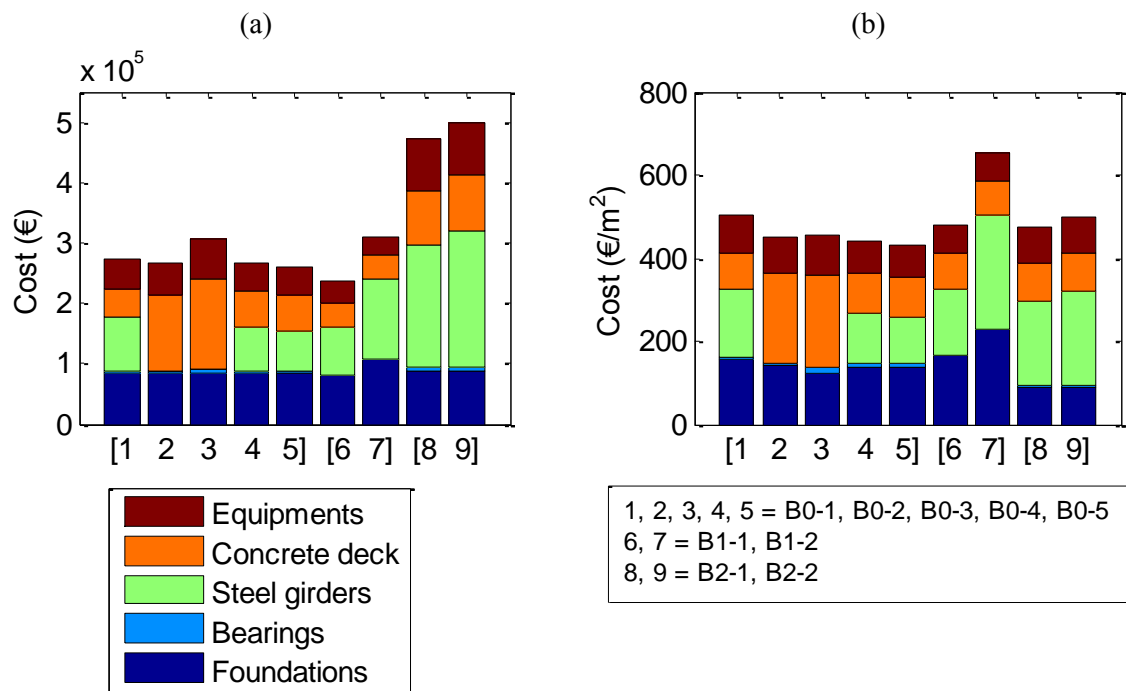 (a)
x 10^5
Cost (€)
5
4
3
2
1
0
[1 2 3 4 5] [6 7] [8 9]
Equipments
Concrete deck
Steel girders
Bearings
Foundations
(b)
Cost (€/m²)
800
600
400
200
0
[1 2 3 4 5] [6 7] [8 9]
1, 2, 3, 4, 5 = B0-1, B0-2, B0-3, B0-4, B0-5
6, 7 = B1-1, B1-2
8, 9 = B2-1, B2-2